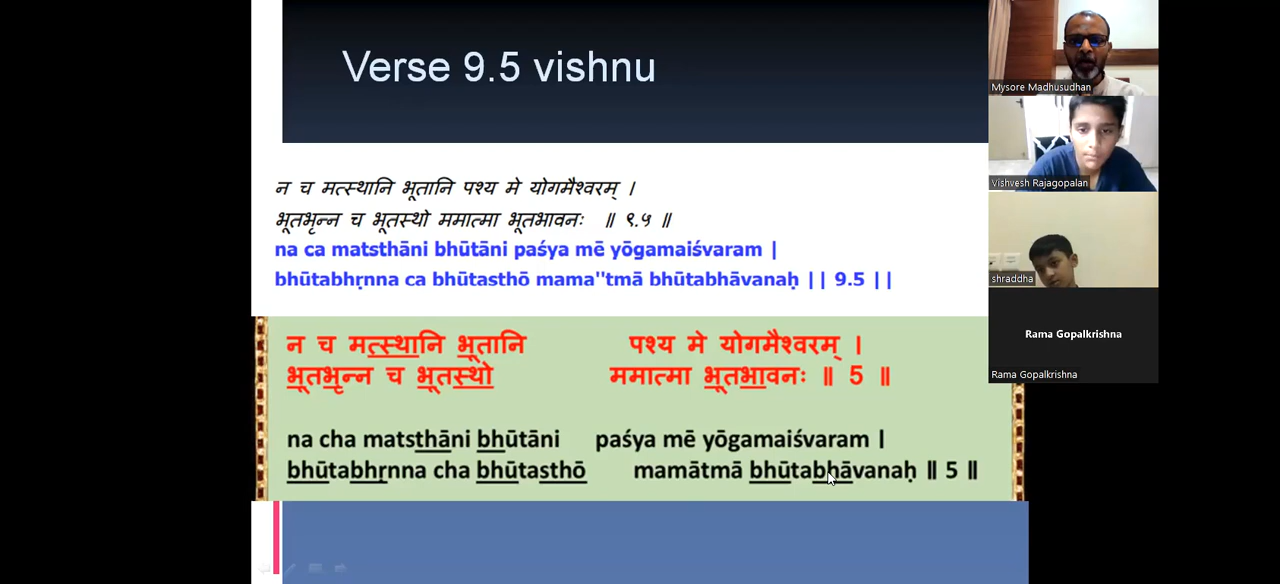 Verse 9.5 vishnu
न च मत्स्थानि भूतानि पश्य मे योगमैश्वरम् ।
भूतभृन्न च भूतस्थो ममात्मा भूतभावनः ॥ ९.५ ॥
na ca matsthāni bhūtāni paśya mē yōgamaiśvaram |
bhūtabhṛnna ca bhūtasthō mama"tmā bhūtabhāvanaḥ || 9.5 ||
न च मत्स्थानि भूतानि पश्य मे योगमैश्वरम् ।
भूतभृन्न च भूतस्थो ममात्मा भूतभावनः ॥ 5 ॥
na cha matsthāni bhūtāni paśya mē yōgamaiśvaram |
bhūtabhṛnna cha bhūtasthō mamātmā bhūtabhāvanaḥ ॥ 5 ॥
Mysore Madhusudhan
Vishvesh Rajagopalan
shraddha
Rama Gopalkrishna
Rama Gopalkrishna